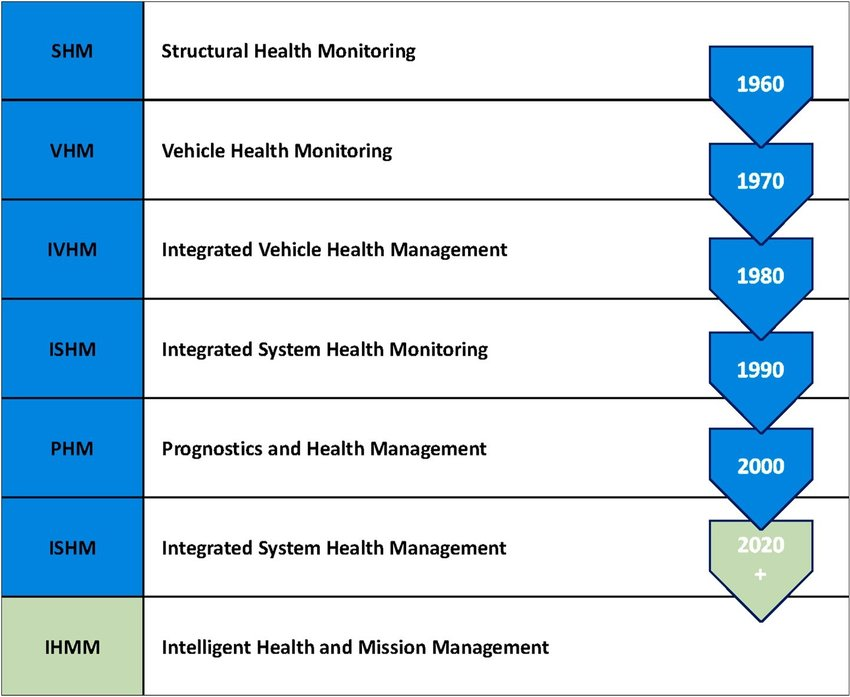 SHM Structural Health Monitoring
1960
VHM Vehicle Health Monitoring
1970
IVHM Integrated Vehicle Health Management
1980
ISHM Integrated System Health Monitoring
1990
PHM Prognostics and Health Management
2000
ISHM Integrated System Health Management
2020
+
IHMM Intelligent Health and Mission Management